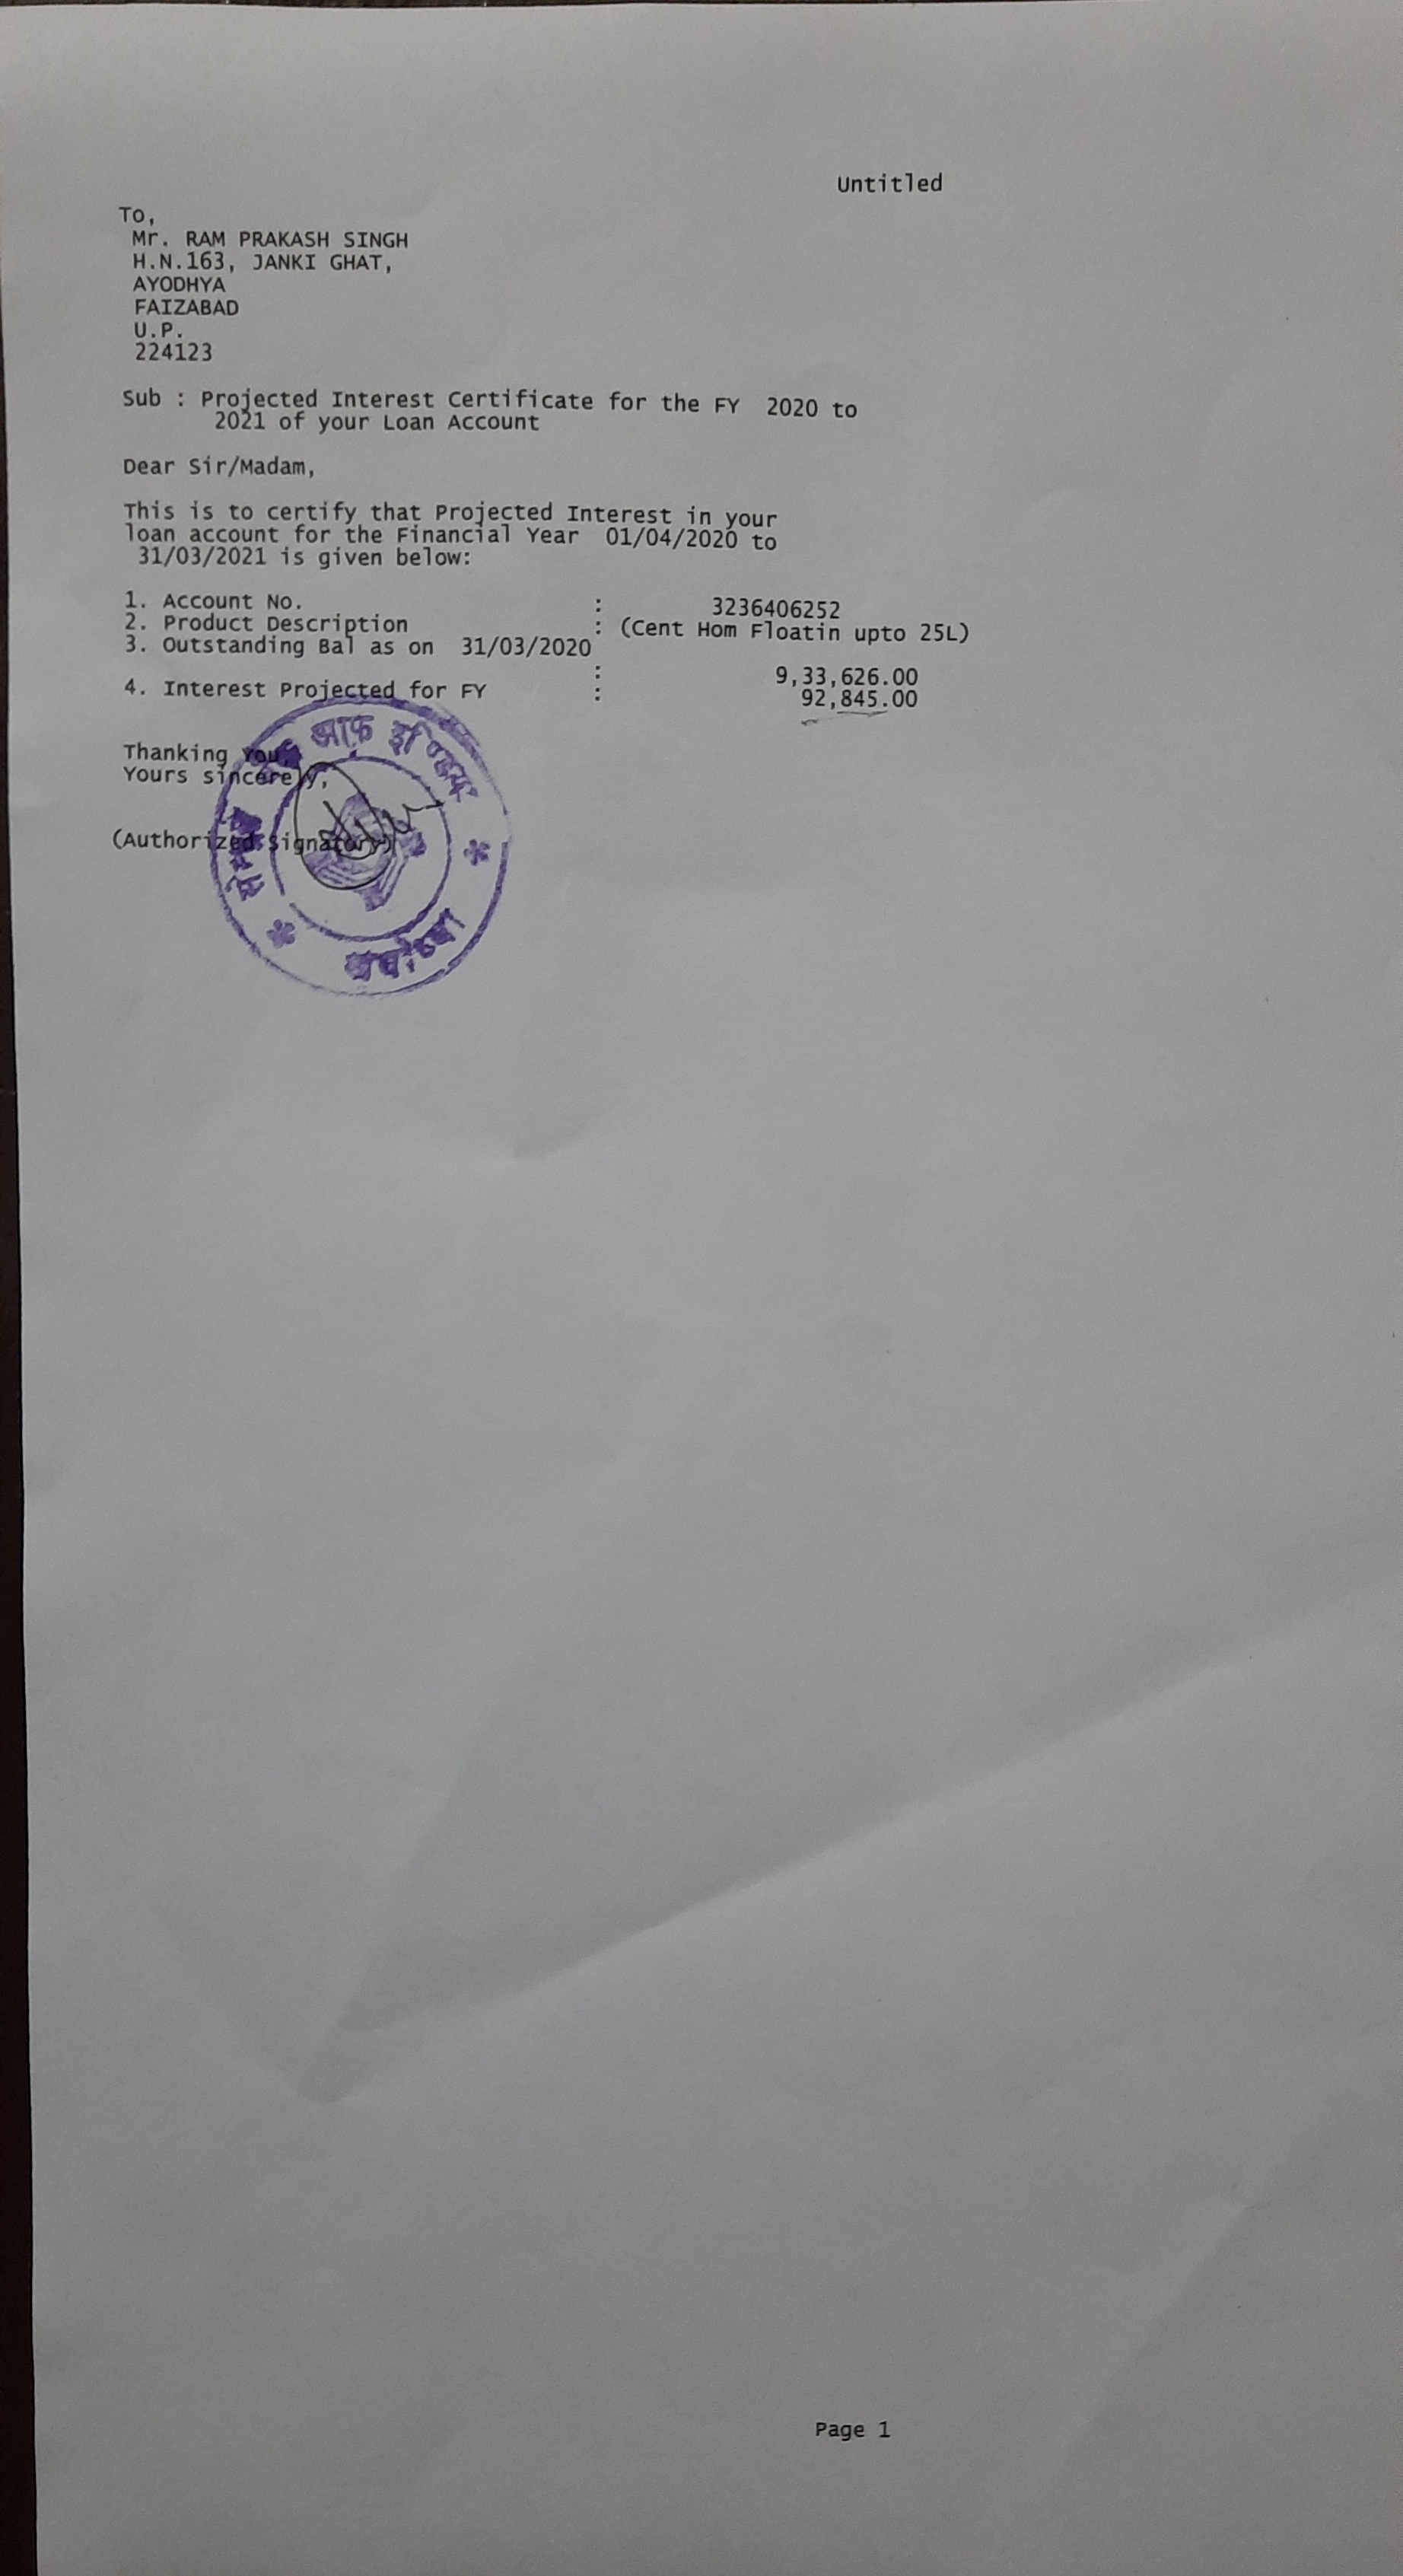 Untitled
To,
Mr. RAM PRAKASH SINGH
H.N.163, JANKI GHAT,
AYODHYA
FAIZABAD
U.P.
224123
Sub : Projected Interest Certificate for the FY 2020 to
2021 of your Loan Account
Dear Sir/Madam,
This is to certify that Projected Interest in your
loan account for the Financial Year 01/04/2020 to
31/03/2021 is given below:
1. Account No. : 3236406252
2. Product Description : (Cent Hom Floatin upto 25L)
3. Outstanding Bal as on 31/03/2020
: 9,33,626.00
4. Interest Projected for FY : 92,845.00
Thanking You
Yours sincerely,
(Authorized Signatory)
आफ इण्डिया
अयोध्या
Page 1